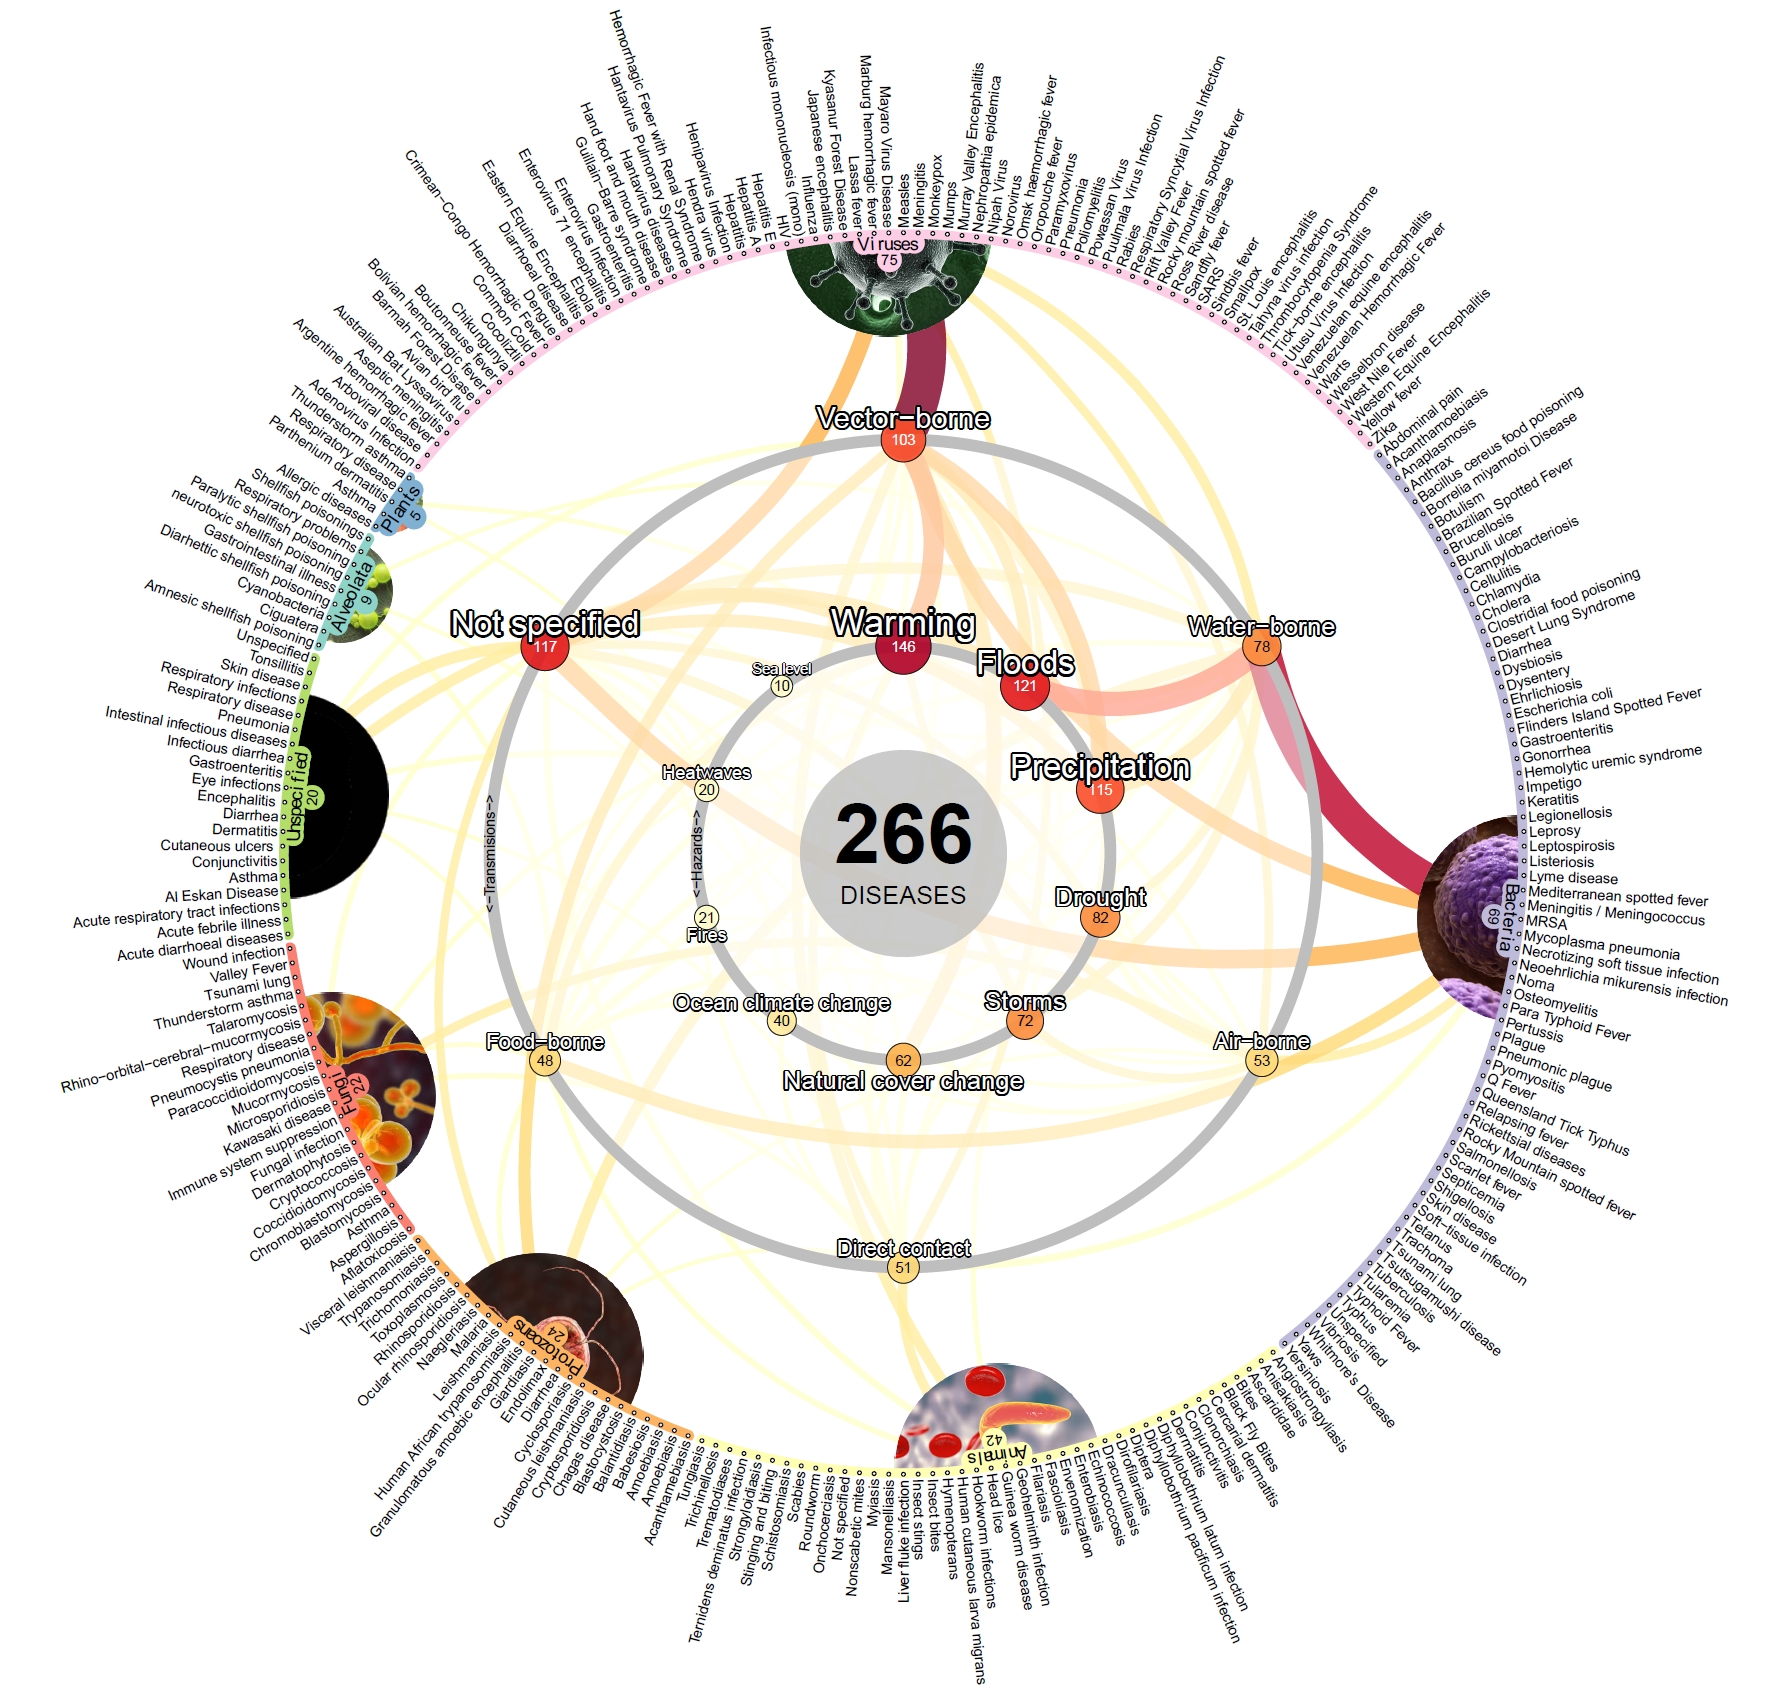 266
DISEASES
<-Hazards->
Warming
146
Floods
121
Precipitation
115
Drought
82
Storms
72
Natural cover change
62
Ocean climate change
40
Fires
21
Heatwaves
20
Sea level
10
<-Transmisions->
Vector-borne
103
Water-borne
78
Air-borne
53
Direct contact
51
Food-borne
48
Not specified
117
Viruses
75
Adenovirus Infection
Arboviral disease
Argentine hemorrhagic fever
Aseptic meningitis
Australian Bat Lyssavirus
Avian bird flu
Barmah Forest Disase
Bolivian hemorrhagic fever
Boutonneuse fever
Chikungunya
Cocoliztli
Common Cold
Crimean-Congo Hemorrhagic Fever
Dengue
Diarrhoeal disease
Eastern Equine Encephalitis
Ebola
Enterovirus 71 encephalitis
Enterovirus Infection
Gastroenteritis
Guillain-Barre syndrome
Hand foot and mouth disease
Hantavirus diseases
Hantavirus Pulmonary Syndrome
Hemorrhagic Fever with Renal Syndrome
Hendra virus
Henipavirus Infection
Hepatitis
Hepatitis A
Hepatitis E
HIV
Infectious mononucleosis (mono)
Influenza
Japanese encephalitis
Kyasanur Forest Disease
Lassa fever
Marburg hemorrhagic fever
Mayaro Virus Disease
Measles
Meningitis
Monkeypox
Mumps
Murray Valley Encephalitis
Nephropathia epidemica
Nipah Virus
Norovirus
Omsk haemorrhagic fever
Oropouche fever
Paramyxovirus
Pneumonia
Poliomyelitis
Powassan Virus
Puumala Virus Infection
Rabies
Respiratory Syncytial Virus Infection
Rift Valley Fever
Rocky mountain spotted fever
Ross River disease
Sandfly fever
SARS
Sindbis fever
Smallpox
St. Louis encephalitis
Tahyna virus infection
Thrombocytopenia Syndrome
Tick-borne encephalitis
Utusu Virus Infection
Venezuelan equine encephalitis
Venezuelan Hemorrhagic Fever
Warts
Wesselbron disease
West Nile Fever
Western Equine Encephalitis
Yellow fever
Zika
Bacteria
69
Abdominal pain
Acanthamoebiasis
Anaplasmosis
Anthrax
Bacillus cereus food poisoning
Borrelia miyamotoi Disease
Botulism
Brazilian Spotted Fever
Brucellosis
Buruli ulcer
Campylobacteriosis
Cellulitis
Chlamydia
Cholera
Clostridial food poisoning
Desert Lung Syndrome
Diarrhea
Dysbiosis
Dysentery
Ehrlichiosis
Escherichia coli
Flinders Island Spotted Fever
Gastroenteritis
Gonorrhea
Hemolytic uremic syndrome
Impetigo
Keratitis
Legionellosis
Leprosy
Leptospirosis
Listeriosis
Lyme disease
Mediterranean spotted fever
Meningitis / Meningococcus
MRSA
Mycoplasma pneumonia
Necrotizing soft tissue infection
Neoehrlichia mikurensis infection
Noma
Osteomyelitis
Para Typhoid Fever
Pertussis
Plague
Pneumonic plague
Pyomyositis
Q Fever
Queensland Tick Typhus
Relapsing fever
Rickettsial diseases
Rocky Mountain spotted fever
Salmonellosis
Scarlet fever
Septicemia
Shigellosis
Skin disease
Soft-tissue infection
Tetanus
Trachoma
Tsunami lung
Tsutsugamushi disease
Tuberculosis
Tularemia
Typhoid Fever
Typhus
Unspecified
Vibriosis
Whitmore's Disease
Yaws
Yersiniosis
Animals
42
Angiostrongyliasis
Anisakiasis
Ascarididae
Bites
Black Fly Bites
Cercarial dermatitis
Clonorchiasis
Conjunctivitis
Dermatitis
Diphyllobothrium latum infection
Diphyllobothrium pacificum infection
Diptera
Dirofilariasis
Dracunculiasis
Echinococcosis
Enterobiasis
Envenomization
Fascioliasis
Filariasis
Geohelminth infection
Guinea worm disease
Head lice
Hookworm infections
Human cutaneous larva migrans
Hymenopterans
Insect bites
Insect stings
Liver fluke infection
Mansonelliasis
Myiasis
Nonscabetic mites
Not specified
Onchocerciasis
Roundworm
Scabies
Schistosomiasis
Stinging and biting
Strongyloidiasis
Ternidens deminatus infection
Trematodiases
Trichinellosis
Tungiasis
Protozoans
24
Acanthamebiasis
Amoebiasis
Amoebiasis
Babesiosis
Balantidiasis
Blastocystosis
Chagas disease
Cryptosporidiosis
Cutaneous leishmaniasis
Cyclosporiasis
Diarrhea
Endolimax
Giardiasis
Granulomatous amoebic encephalitis
Human African trypanosomiasis
Leishmaniasis
Malaria
Naegleriasis
Ocular rhinosporidiosis
Rhinosporidiosis
Toxoplasmosis
Trichomoniasis
Trypanosomiasis
Visceral leishmaniasis
Fungi
22
Aflatoxicosis
Aspergillosis
Asthma
Blastomycosis
Chromoblastomycosis
Coccidioidomycosis
Cryptococcosis
Dermatophytosis
Fungal infection
Immune system suppression
Kawasaki disease
Microsporidiosis
Mucormycosis
Paracoccidioidomycosis
Pneumocystis pneumonia
Respiratory disease
Rhino-orbital-cerebral-mucormycosis
Talaromycosis
Thunderstorm asthma
Tsunami lung
Valley Fever
Wound infection
Unspecified
20
Acute diarrhoeal diseases
Acute febrile illness
Acute respiratory tract infections
Al Eskan Disease
Asthma
Conjunctivitis
Cutaneous ulcers
Dermatitis
Diarrhea
Encephalitis
Eye infections
Gastroenteritis
Infectious diarrhea
Intestinal infectious diseases
Pneumonia
Respiratory disease
Respiratory infections
Skin disease
Tonsillitis
Unspecified
Alveolata
9
Amnesic shellfish poisoning
Ciguatera
Cyanobacteria
Diarhettic shellfish poisoning
Gastrointestinal illness
neurotoxic shellfish poisoning
Paralytic shellfish poisoning
Respiratory problems
Shellfish poisonings
Plants
5
Allergic diseases
Asthma
Parthenium dermatitis
Respiratory disease
Thunderstorm asthma